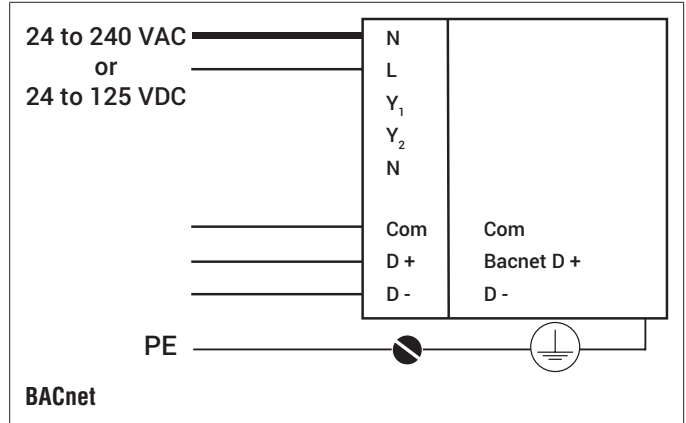 24 to 240 VAC
or
24 to 125 VDC
N
L
Y₁
Y₂
N
Com Com
D + Bacnet D +
D - D -
PE
BACnet